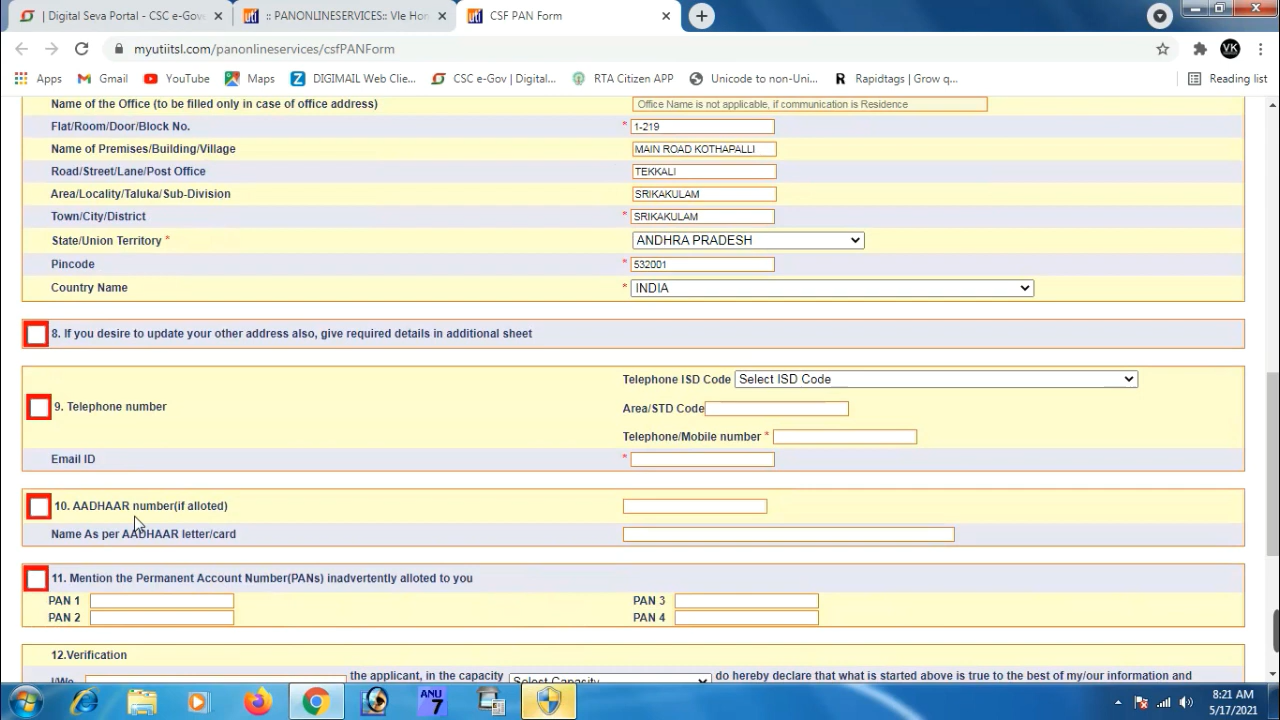 | Digital Seva Portal - CSC e-Gov
:: PANONLINESERVICES:: Vle Hom
CSF PAN Form
myutiitsl.com/panonlineservices/csfPANForm
VK
Apps
Gmail
YouTube
Maps
DIGIMAIL Web Clie...
CSC e-Gov | Digital...
RTA Citizen APP
Unicode to non-Uni...
Rapidtags | Grow q...
Reading list
Name of the Office (to be filled only in case of office address)
Office Name is not applicable, if communication is Residence
Flat/Room/Door/Block No.
* 1-219
Name of Premises/Building/Village
MAIN ROAD KOTHAPALLI
Road/Street/Lane/Post Office
TEKKALI
Area/Locality/Taluka/Sub-Division
SRIKAKULAM
Town/City/District
* SRIKAKULAM
State/Union Territory *
ANDHRA PRADESH
Pincode
* 532001
Country Name
* INDIA
8. If you desire to update your other address also, give required details in additional sheet
Telephone ISD Code Select ISD Code
9. Telephone number
Area/STD Code
Telephone/Mobile number *
Email ID
*
10. AADHAAR number(if alloted)
Name As per AADHAAR letter/card
11. Mention the Permanent Account Number(PANs) inadvertently alloted to you
PAN 1
PAN 3
PAN 2
PAN 4
12.Verification
I/We
the applicant, in the capacity
Select Capacity
do hereby declare that what is started above is true to the best of my/our information and
ANU
7
8:21 AM
5/17/2021